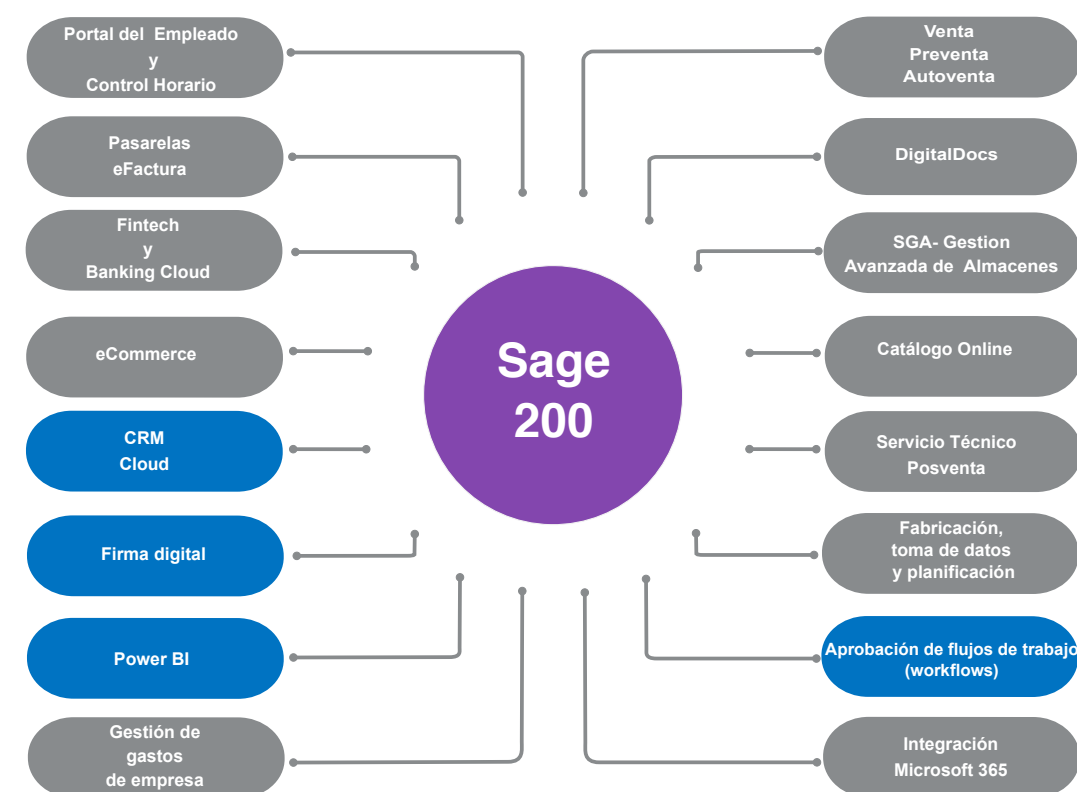 Portal del Empleado
y
Control Horario
Pasarelas
eFactura
Fintech
y
Banking Cloud
eCommerce
CRM
Cloud
Firma digital
Power BI
Gestión de
gastos
de empresa
Sage
200
Venta
Preventa
Autoventa
DigitalDocs
SGA- Gestion
Avanzada de Almacenes
Catálogo Online
Servicio Técnico
Posventa
Fabricación,
toma de datos
y planificación
Aprobación de flujos de trabajo
(workflows)
Integración
Microsoft 365